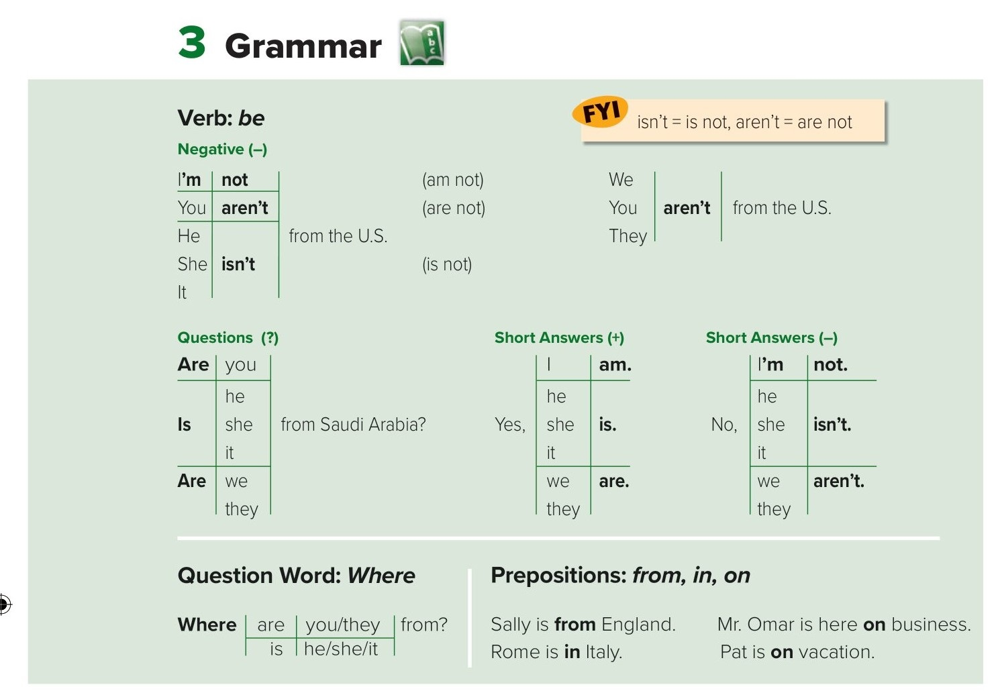 3 Grammar
a
b
c
Verb: be
FYI isn't = is not, aren't = are not
Negative (–)
I'm not (am not)
You aren't (are not)
He from the U.S.
She isn't (is not)
It
We
You aren't from the U.S.
They
Questions (?)
Are you
he
Is she from Saudi Arabia?
it
Are we
they
Short Answers (+)
I am.
he
Yes, she is.
it
we are.
they
Short Answers (–)
I'm not.
he
No, she isn't.
it
we aren't.
they
Question Word: Where
Where are you/they from?
is he/she/it
Prepositions: from, in, on
Sally is from England.
Rome is in Italy.
Mr. Omar is here on business.
Pat is on vacation.